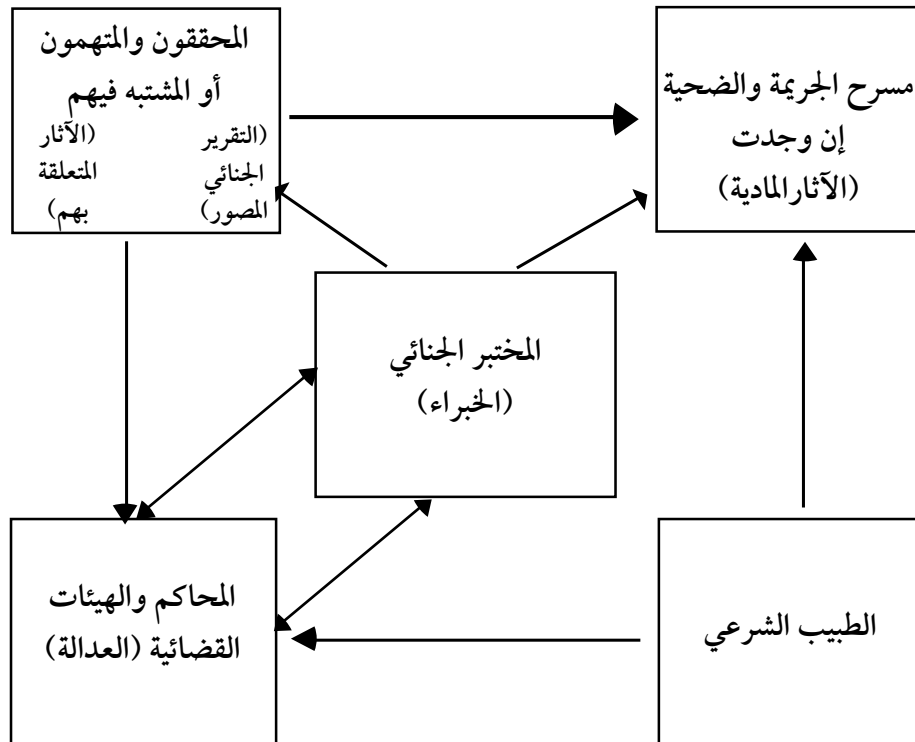 مسرح الجريمة والضحية
إن وجدت
(الآثار المادية)
المحققون والمتهمون
أو المشتبه فيهم
(التقرير
الجنائي
المصور)
(الآثار
المتعلقة
بهم)
المختبر الجنائي
(الخبراء)
الطبيب الشرعي
المحاكم والهيئات
القضائية (العدالة)